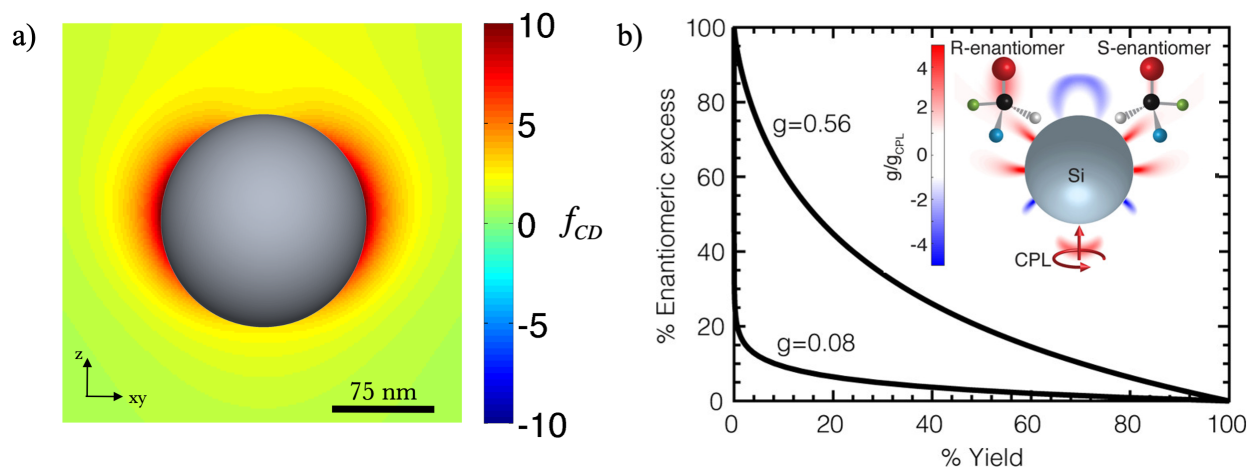 a)
10
5
0
-5
-10
f_CD
z
xy
75 nm
b)
100
80
60
40
20
0
% Enantiomeric excess
0 20 40 60 80 100
% Yield
g=0.56
g=0.08
R-enantiomer S-enantiomer
4
2
0
-2
-4
g/g_CPL
Si
CPL